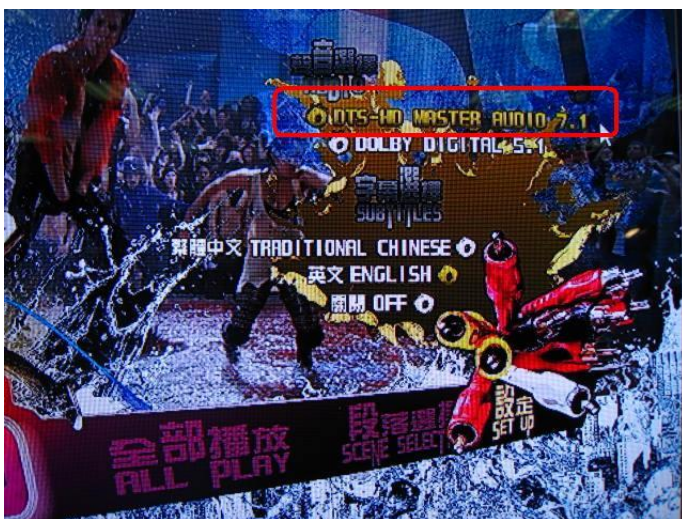 聲音選擇
AUDIO
DTS-HD MASTER AUDIO 7.1
DOLBY DIGITAL 5.1
字幕選擇
SUBTITLES
繁體中文 TRADITIONAL CHINESE
英文 ENGLISH
關閉 OFF
全部播放
ALL PLAY
段落選擇
SCENE SELECT
設定
SET UP